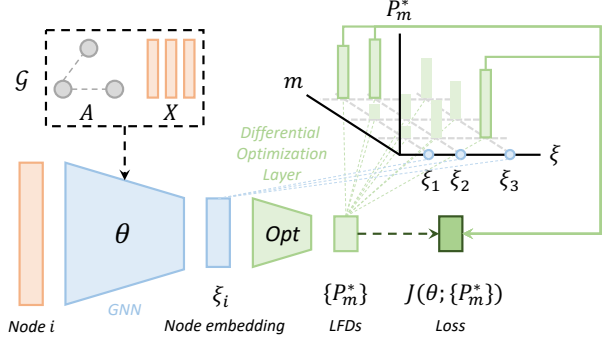 P*m
m
G
A
X
Differential
Optimization
Layer
ξ
ξ1
ξ2
ξ3
θ
Opt
ξi
{P*m}
J(θ; {P*m})
GNN
Node i
Node embedding
LFDs
Loss